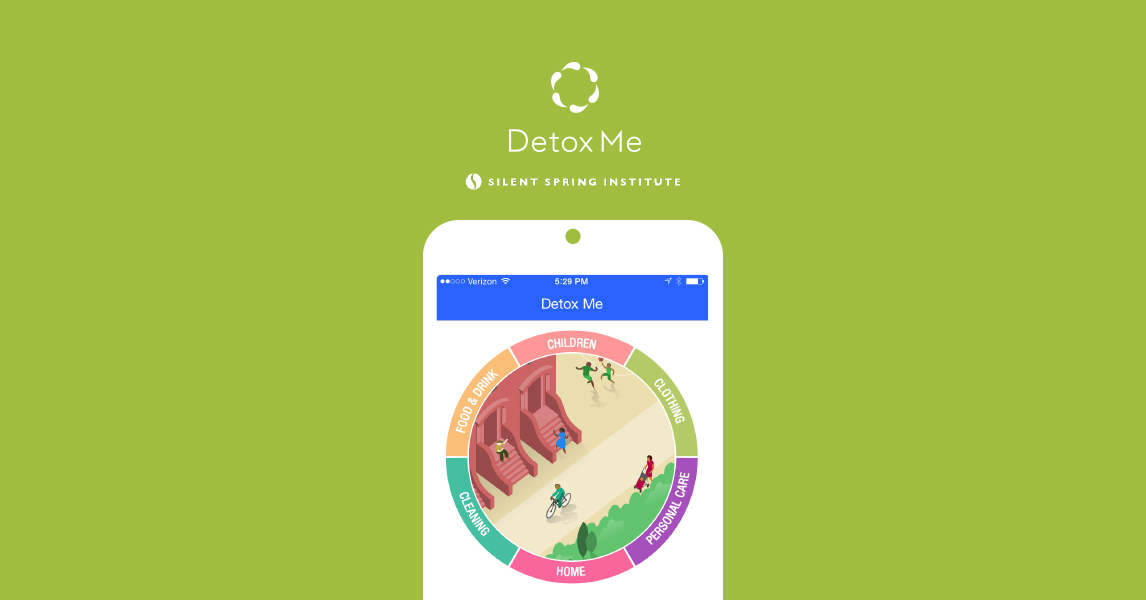 Detox Me
SILENT SPRING INSTITUTE
Verizon 5:29 PM
Detox Me
CHILDREN
CLOTHING
PERSONAL CARE
HOME
CLEANING
FOOD & DRINK